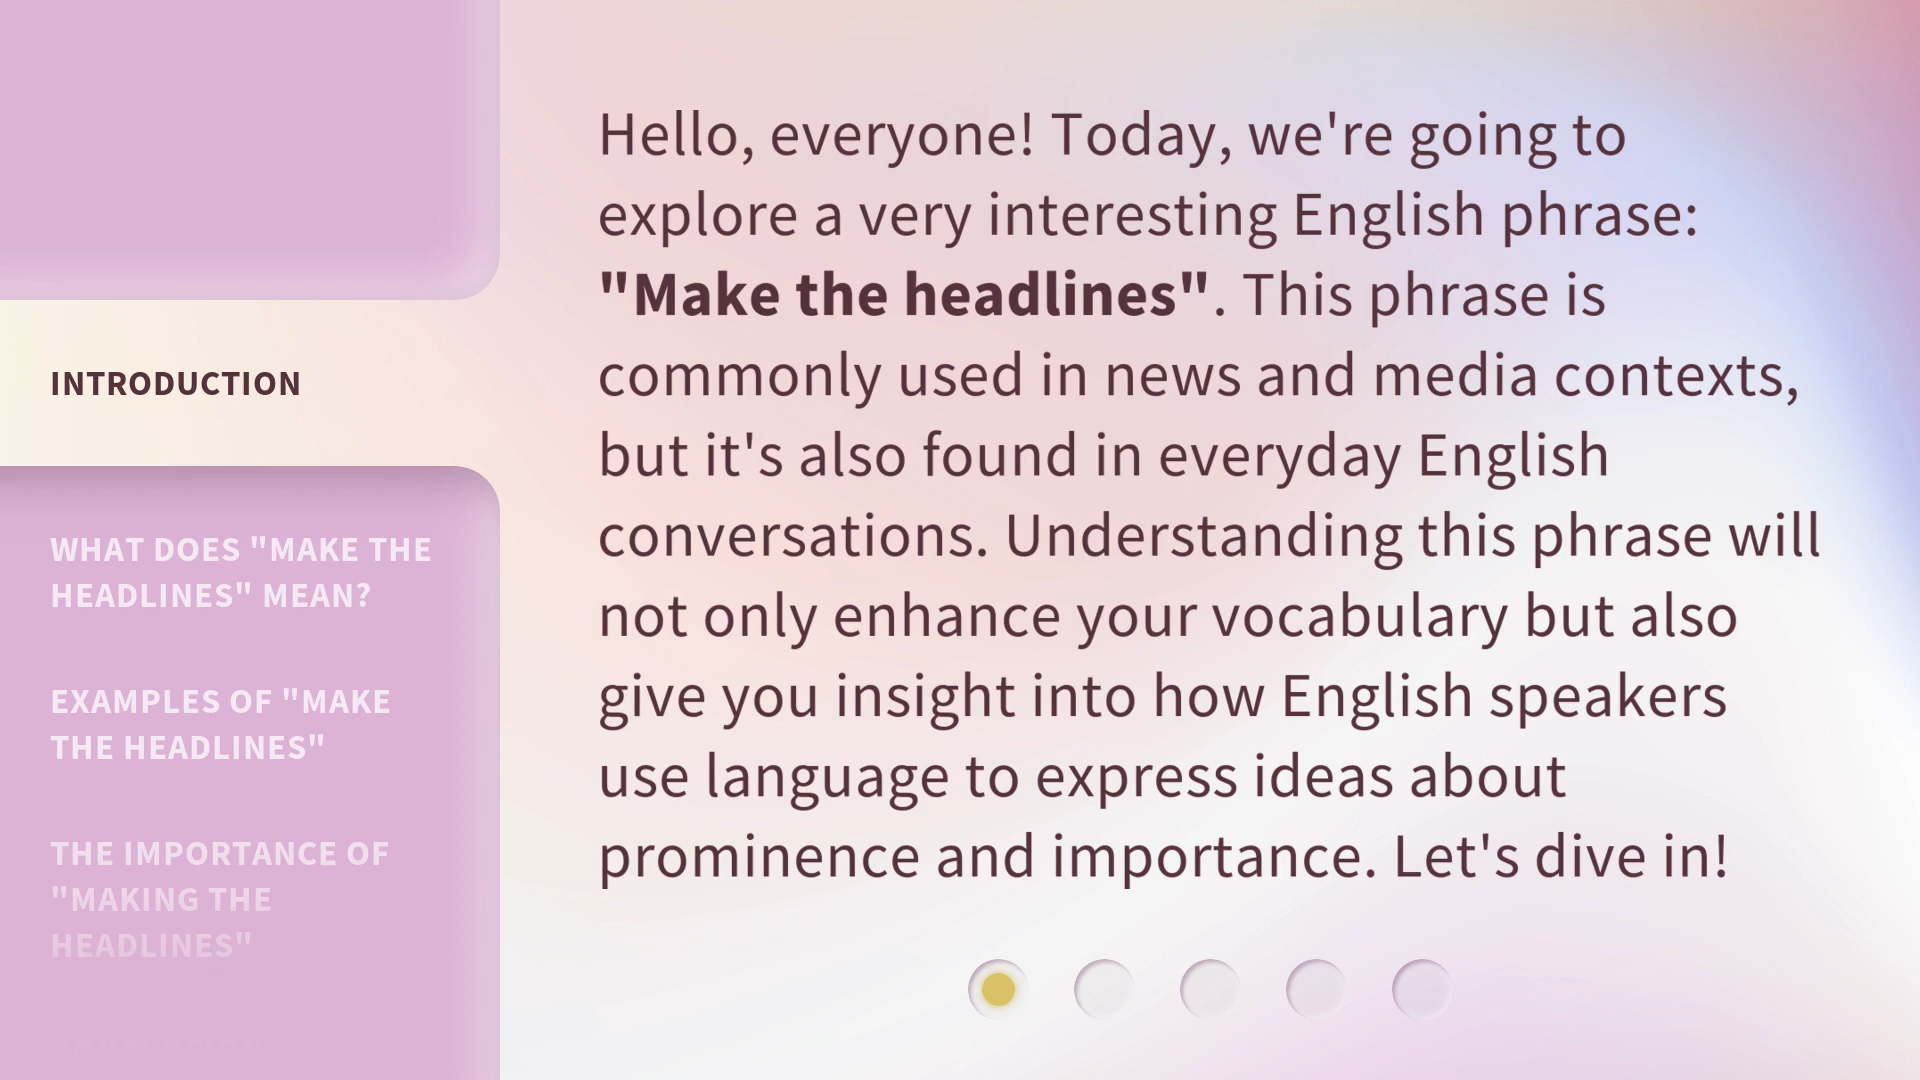 INTRODUCTION
WHAT DOES "MAKE THE
HEADLINES" MEAN?
EXAMPLES OF "MAKE
THE HEADLINES"
THE IMPORTANCE OF
"MAKING THE
HEADLINES"
CONCLUSION
Hello, everyone! Today, we're going to
explore a very interesting English phrase:
"Make the headlines". This phrase is
commonly used in news and media contexts,
but it's also found in everyday English
conversations. Understanding this phrase will
not only enhance your vocabulary but also
give you insight into how English speakers
use language to express ideas about
prominence and importance. Let's dive in!